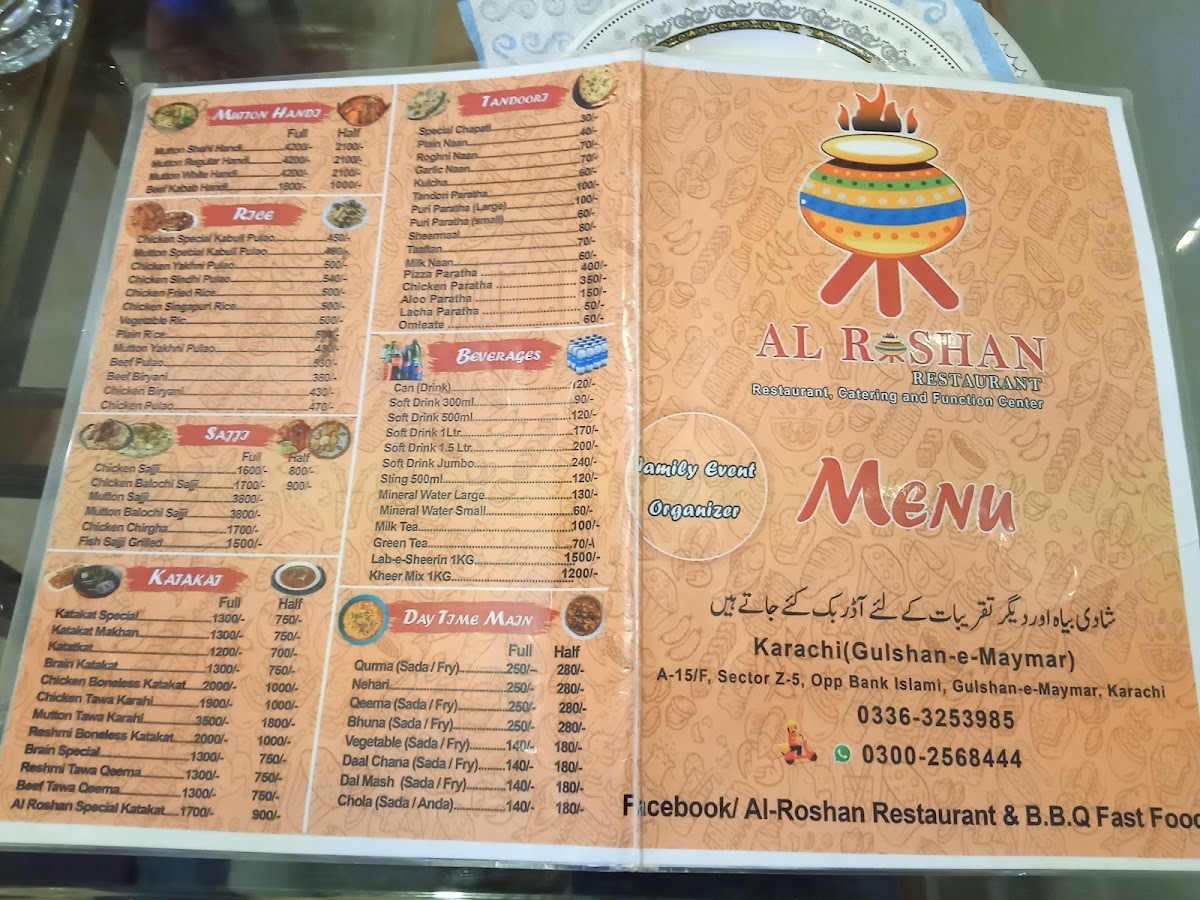 MUTTON HANDI
Full Half
Mutton Shahi Handi 4200/- 2100/-
Mutton Regular Handi 4200/- 2100/-
Mutton White Handi 4200/- 2100/-
Beef Kabab Handi 1800/- 1000/-
RICE
Chicken Special Kabuli Pulao 450/-
Mutton Special Kabuli Pulao
Chicken Yakhni Pulao 500/-
Chicken Sindhi Pulao 540/-
Chicken Fried Rice 500/-
Chicken Singapuri Rice 500/-
Vegetable Ric 500/-
Plain Rice
Mutton Yakhni Pulao
Beef Pulao
Beef Biryani 380/-
Chicken Biryani 430/-
Chicken Pulao 470/-
SAJJI
Full Half
Chicken Sajji 1600/- 800/-
Chicken Balochi Sajji 1700/- 900/-
Mutton Sajji 3800/-
Mutton Balochi Sajji 3800/-
Chicken Chirgha 1700/-
Fish Sajji Grilled 1500/-
KATAKAT
Full Half
Katakat Special 1300/- 750/-
Katakat Makhan 1300/- 750/-
Katatkat 1200/- 700/-
Brain Katakat 1300/- 750/-
Chicken Boneless Katakat 2000/- 1000/-
Chicken Tawa Karahi 1900/- 1000/-
Mutton Tawa Karahi 3500/- 1800/-
Reshmi Boneless Katakat 2000/- 1000/-
Brain Special 1300/- 750/-
Reshmi Tawa Qeema 1300/- 750/-
Beef Tawa Qeema 1300/- 750/-
Al Roshan Special Katakat 1700/- 900/-
TANDOORI
Special Chapati 30/-
Plain Naan 40/-
Roghni Naan 70/-
Garlic Naan 70/-
Kulcha 60/-
Tandori Paratha 100/-
Puri Paratha (Large) 100/-
Puri Paratha (small) 60/-
Sheermaal 80/-
Taaftan 70/-
Milk Naan 60/-
Pizza Paratha 400/-
Chicken Paratha 350/-
Aloo Paratha 150/-
Lacha Paratha 50/-
Omleate 60/-
BEVERAGES
Can (Drink) 120/-
Soft Drink 300ml 90/-
Soft Drink 500ml 120/-
Soft Drink 1Ltr 170/-
Soft Drink 1.5 Ltr 200/-
Soft Drink Jumbo 240/-
Sting 500ml 120/-
Mineral Water Large 130/-
Mineral Water Small 60/-
Milk Tea 100/-
Green Tea 70/-\
Lab-e-Sheerin 1KG 1500/-
Kheer Mix 1KG 1200/-
DAY TIME MAIN
Full Half
Qurma (Sada / Fry) 250/- 280/-
Nehari 250/- 280/-
Qeema (Sada / Fry) 250/- 280/-
Bhuna (Sada / Fry) 250/- 280/-
Vegetable (Sada / Fry) 140/- 180/-
Daal Chana (Sada / Fry) 140/- 180/-
Dal Mash (Sada / Fry) 140/- 180/-
Chola (Sada / Anda) 140/- 180/-
AL ROSHAN
RESTAURANT
Restaurant, Catering and Function Center
Family Event
Organizer
MENU
شادی بیاہ اور دیگر تقریبات کے لئے آڈر بک کئے جاتے ہیں
Karachi(Gulshan-e-Maymar)
A-15/F, Sector Z-5, Opp Bank Islami, Gulshan-e-Maymar, Karachi
0336-3253985
0300-2568444
Facebook/ Al-Roshan Restaurant & B.B.Q Fast Food